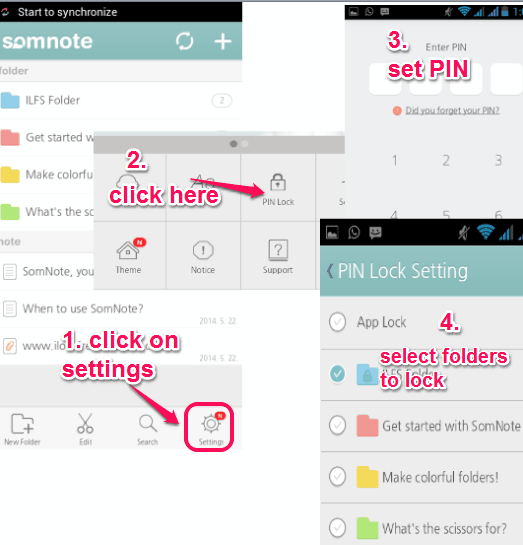 Start to synchronize
somnote
folder
ILFS Folder
2
Get started
Make colorful
What's the scis
note
SomNote, you
When to use SomNote?
2014. 5. 22.
www.ilo
2014. 5. 22.
1. click on
settings
New Folder
Edit
Search
N
Settings
2.
click here
Aa
PIN Lock
N
Theme
Notice
Support
3.
set PIN
Enter PIN
Did you forget your PIN?
1
2
3
4
5
6
PIN Lock Setting
App Lock
4.
select folders
to lock
Get started with SomNote
Make colorful folders!
What's the scissors for?